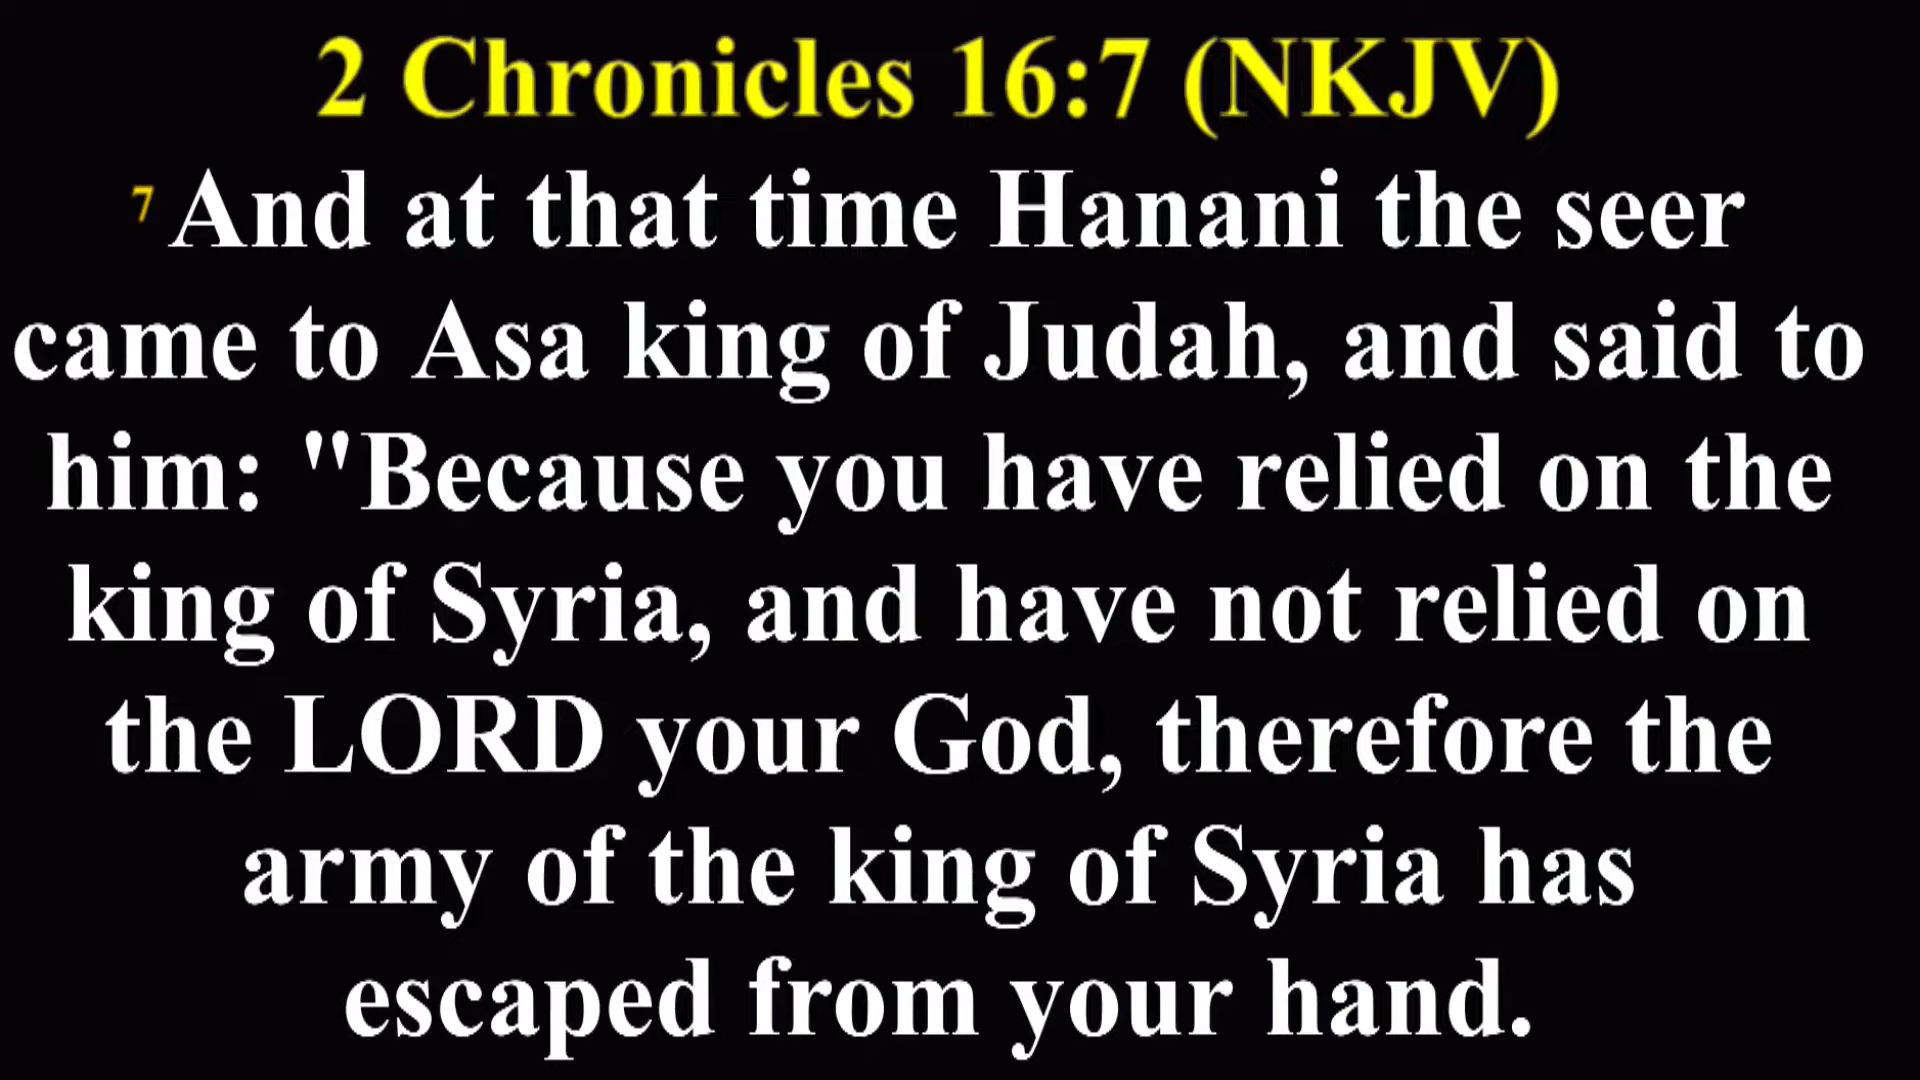 2 Chronicles 16:7 (NKJV)
7 And at that time Hanani the seer
came to Asa king of Judah, and said to
him: "Because you have relied on the
king of Syria, and have not relied on
the LORD your God, therefore the
army of the king of Syria has
escaped from your hand.